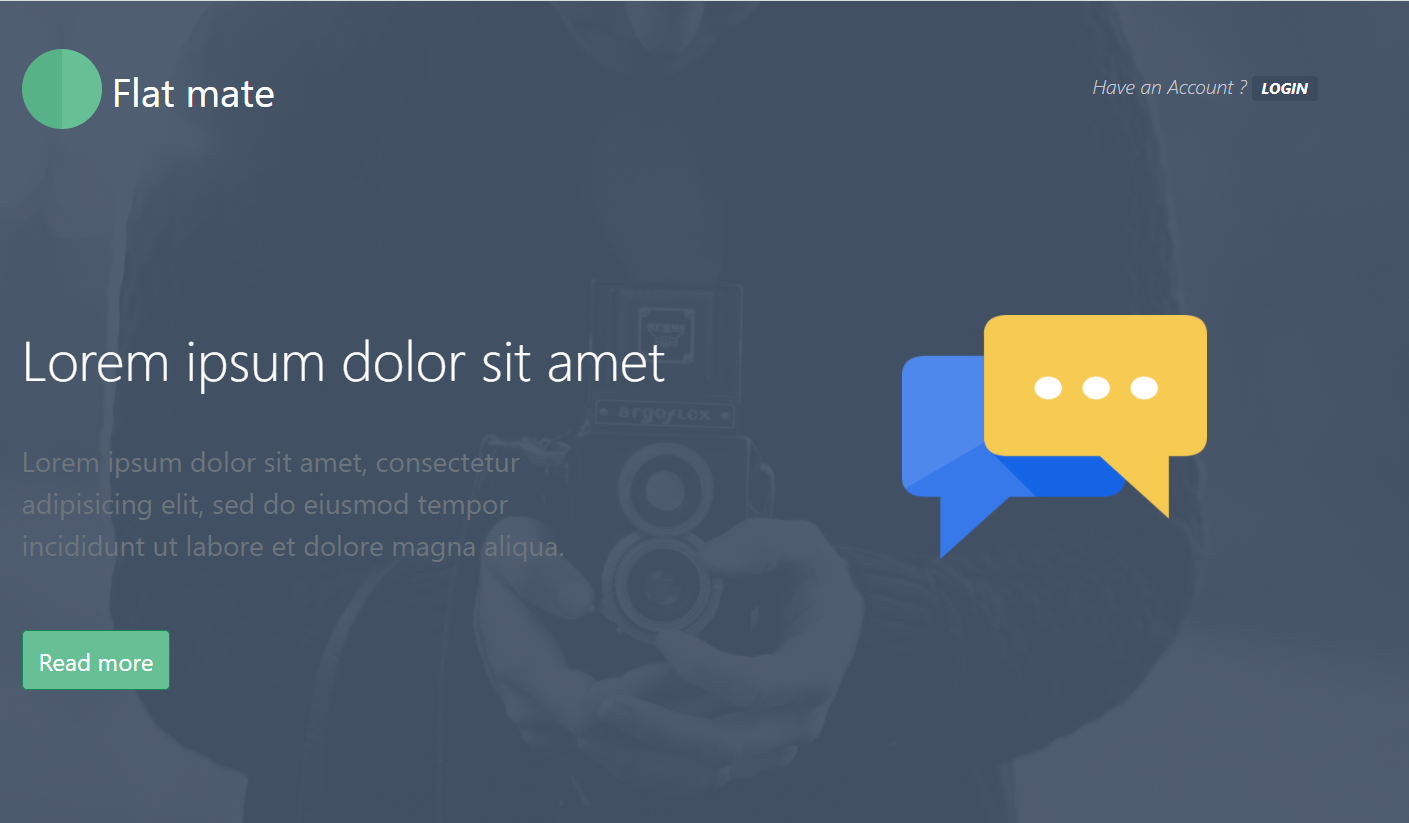 Flat mate
Have an Account ? LOGIN
Lorem ipsum dolor sit amet
argoflex
Lorem ipsum dolor sit amet, consectetur
adipisicing elit, sed do eiusmod tempor
incididunt ut labore et dolore magna aliqua.
Read more